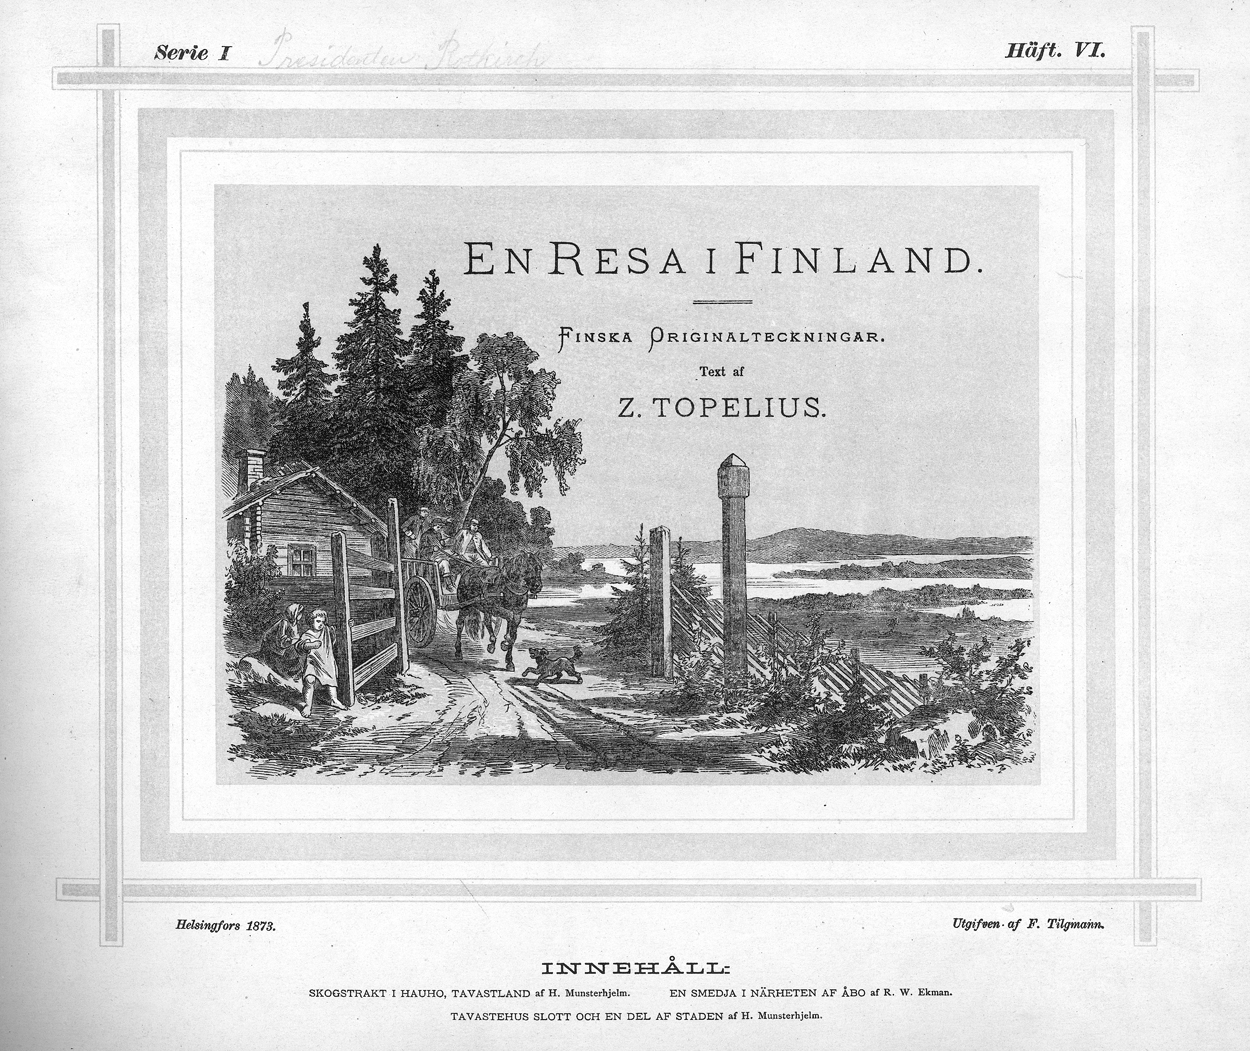 Serie I Presidenten Rotkirch Häft. VI.
EN RESA I FINLAND.
FINSKA ORIGINALTECKNINGAR.
Text af
Z. TOPELIUS.
Helsingfors 1873. Utgifven af F. Tilgmann.
INNEHÅLL:
SKOGSTRAKT I HAUHO, TAVASTLAND af H. Munsterhjelm. EN SMEDJA I NÄRHETEN AF ÅBO af R. W. Ekman.
TAVASTEHUS SLOTT OCH EN DEL AF STADEN af H. Munsterhjelm.